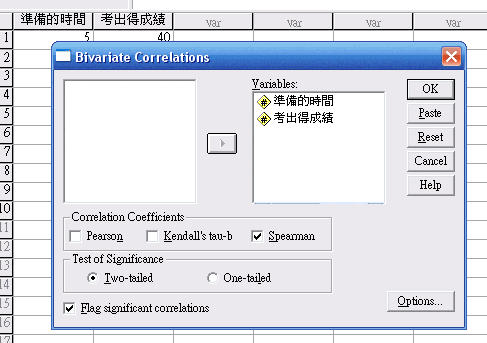 準備的時間 考出得成績 var var var var
1 5 40
2
3
4
5
6
7
8
9
10
11
12
13
14
15
16
17
Bivariate Correlations
Variables:
準備的時間
考出得成績
OK
Paste
Reset
Cancel
Help
Correlation Coefficients
Pearson Kendall's tau-b Spearman
Test of Significance
Two-tailed One-tailed
Flag significant correlations
Options...